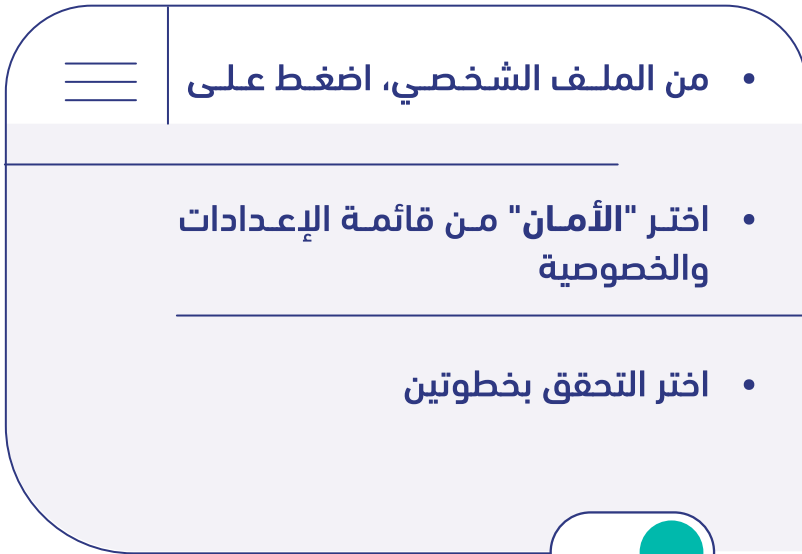 • من الملف الشخصي، اضغط على
• اختر "الأمان" من قائمة الإعدادات
والخصوصية
• اختر التحقق بخطوتين